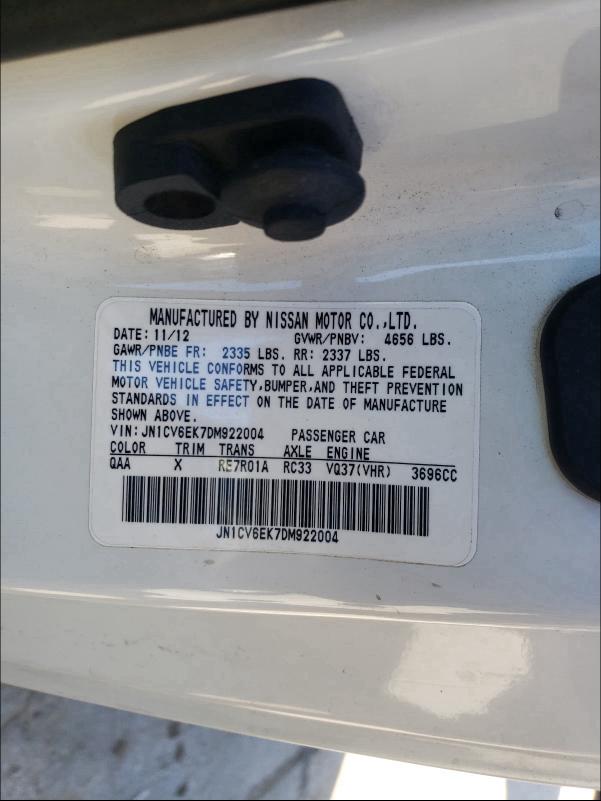 MANUFACTURED BY NISSAN MOTOR CO.,LTD.
DATE: 11/12 GVWR/PNBV: 4656 LBS.
GAWR/PNBE FR: 2335 LBS. RR: 2337 LBS.
THIS VEHICLE CONFORMS TO ALL APPLICABLE FEDERAL
MOTOR VEHICLE SAFETY,BUMPER,AND THEFT PREVENTION
STANDARDS IN EFFECT ON THE DATE OF MANUFACTURE
SHOWN ABOVE.
VIN:JN1CV6EK7DM922004 PASSENGER CAR
COLOR TRIM TRANS AXLE ENGINE
QAA X RE7R01A RC33 VQ37(VHR) 3696CC
JN1CV6EK7DM922004